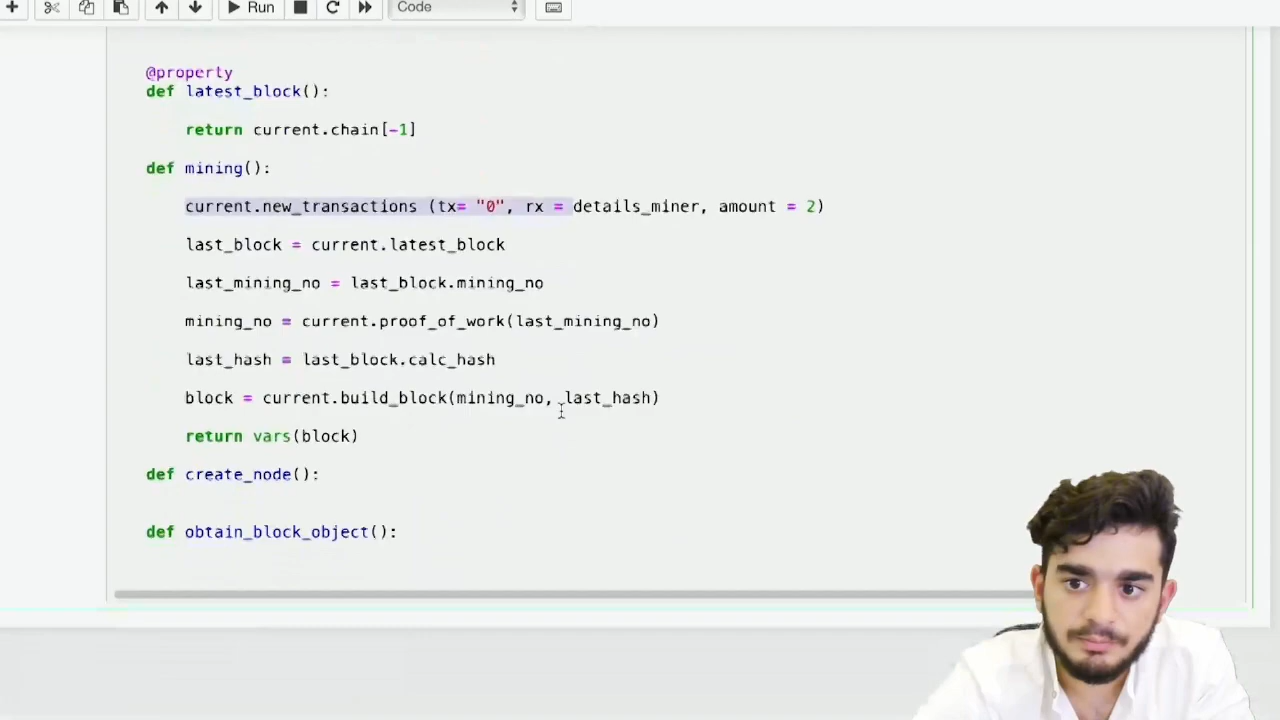 Run
Code
@property
def latest_block():
return current.chain[-1]
def mining():
current.new_transactions (tx= "0", rx = details_miner, amount = 2)
last_block = current.latest_block
last_mining_no = last_block.mining_no
mining_no = current.proof_of_work(last_mining_no)
last_hash = last_block.calc_hash
block = current.build_block(mining_no, last_hash)
return vars(block)
def create_node():
def obtain_block_object():